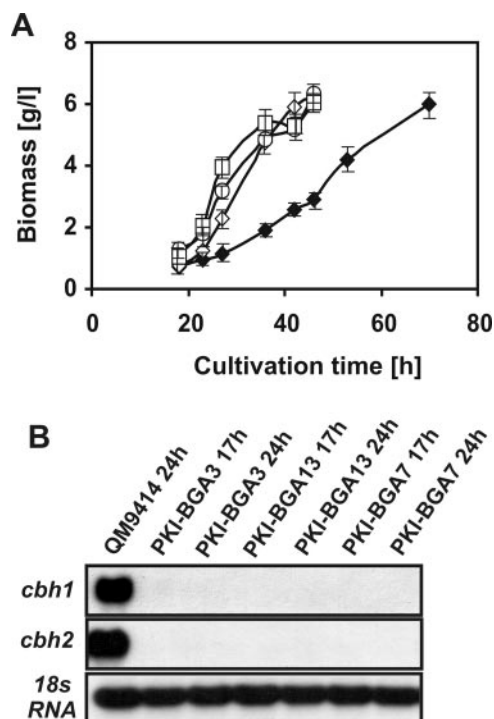 A
Biomass [g/l]
8
6
4
2
0
0 20 40 60 80
Cultivation time [h]
B
QM9414 24h
PKI-BGA3 17h
PKI-BGA3 24h
PKI-BGA13 17h
PKI-BGA13 24h
PKI-BGA7 17h
PKI-BGA7 24h
cbh1
cbh2
18s
RNA